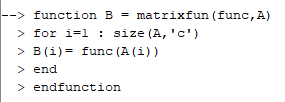 --> function B = matrixfun(func,A)
> for i=1 : size(A,'c')
> B(i)= func(A(i))
> end
> endfunction